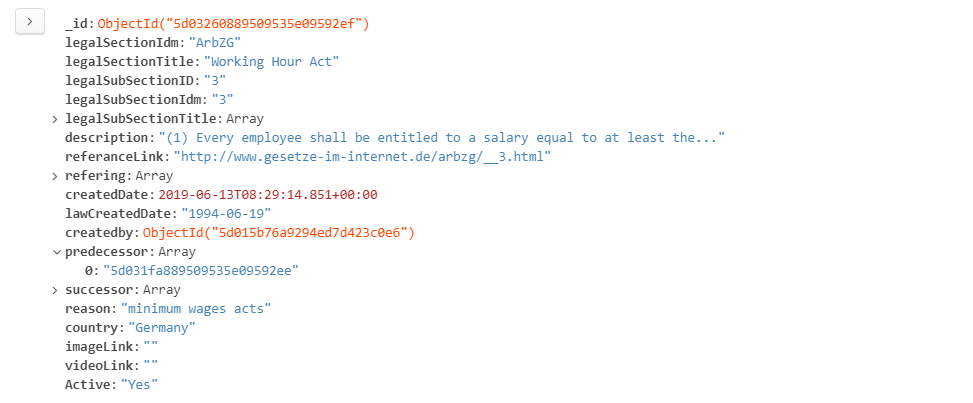 _id: ObjectId("5d03260889509535e09592ef")
legalSectionIdm: "ArbZG"
legalSectionTitle: "Working Hour Act"
legalSubSectionID: "3"
legalSubSectionIdm: "3"
legalSubSectionTitle: Array
description: "(1) Every employee shall be entitled to a salary equal to at least the..."
referanceLink: "http://www.gesetze-im-internet.de/arbzg/__3.html"
refering: Array
createdDate: 2019-06-13T08:29:14.851+00:00
lawCreatedDate: "1994-06-19"
createdby: ObjectId("5d015b76a9294ed7d423c0e6")
predecessor: Array
0: "5d031fa889509535e09592ee"
successor: Array
reason: "minimum wages acts"
country: "Germany"
imageLink: ""
videoLink: ""
Active: "Yes"